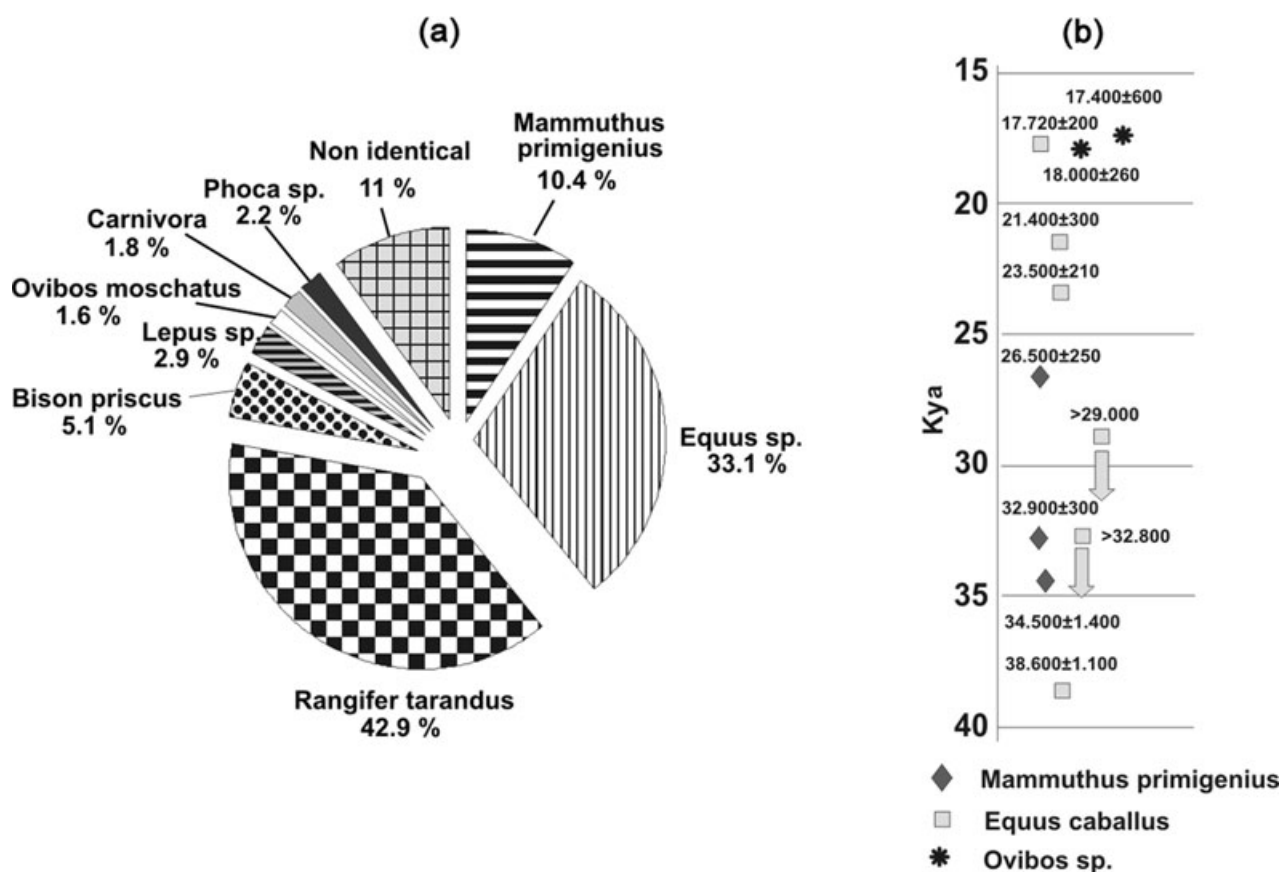 (a)
Non identical
11 %
Mammuthus
primigenius
10.4 %
Phoca sp.
2.2 %
Carnivora
1.8 %
Ovibos moschatus
1.6 %
Lepus sp.
2.9 %
Bison priscus
5.1 %
Equus sp.
33.1 %
Rangifer tarandus
42.9 %
(b)
Kya
15
17.400±600
17.720±200
18.000±260
20
21.400±300
23.500±210
25
26.500±250
>29.000
30
32.900±300
>32.800
35
34.500±1.400
38.600±1.100
40
Mammuthus primigenius
Equus caballus
Ovibos sp.